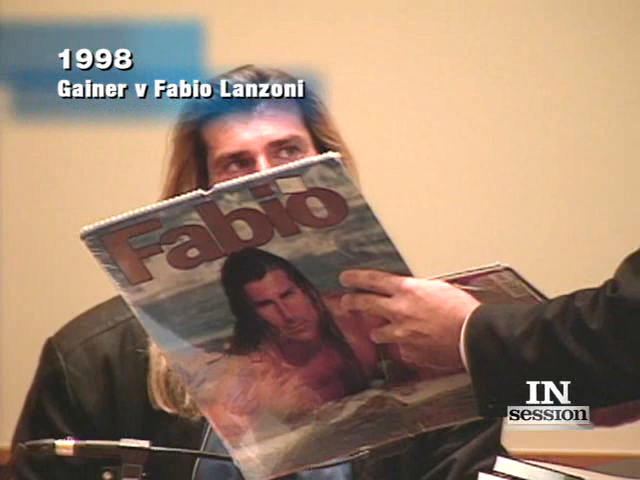 1998
Gainer v Fabio Lanzoni
Fabio
IN
session